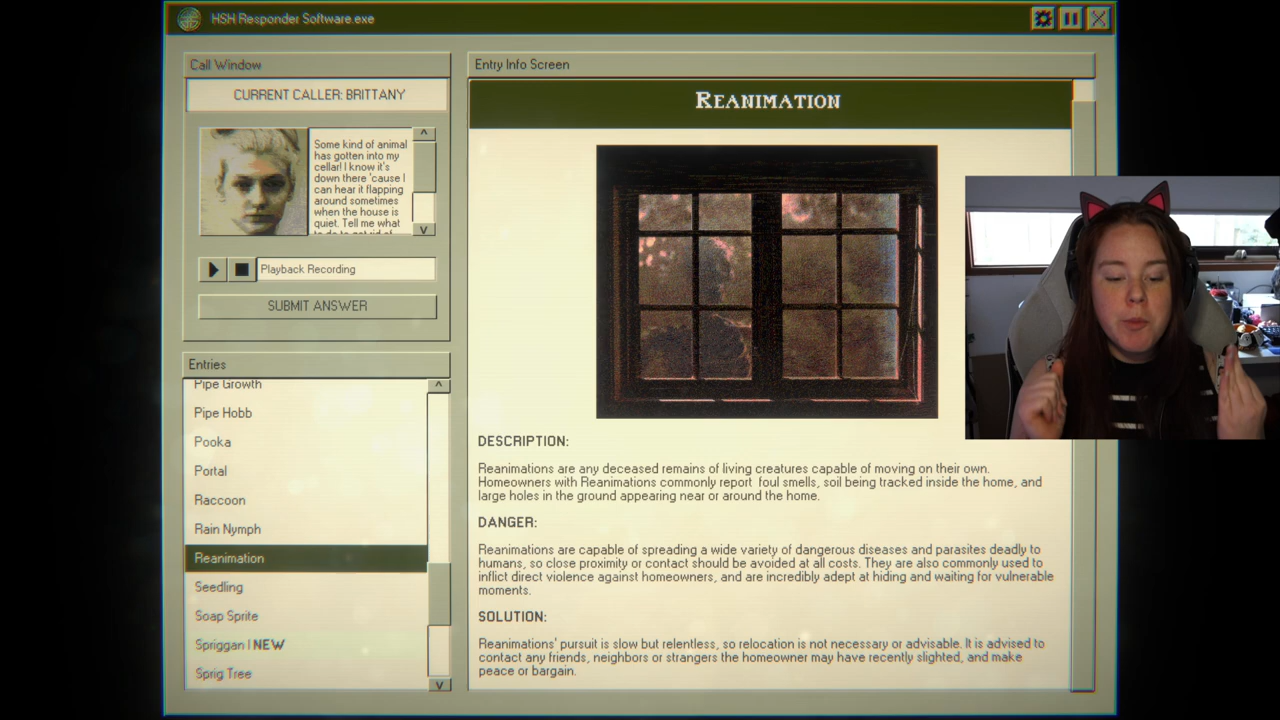 HSH Responder Software.exe
Call Window
CURRENT CALLER: BRITTANY
Some kind of animal
has gotten into my
cellar! I know it's
down there 'cause I
can hear it flapping
around sometimes
when the house is
quiet. Tell me what
Playback Recording
SUBMIT ANSWER
Entries
Pipe Growth
Pipe Hobb
Pooka
Portal
Raccoon
Rain Nymph
Reanimation
Seedling
Soap Sprite
Spriggan | NEW
Sprig Tree
Entry Info Screen
REANIMATION
DESCRIPTION:
Reanimations are any deceased remains of living creatures capable of moving on their own.
Homeowners with Reanimations commonly report foul smells, soil being tracked inside the home, and
large holes in the ground appearing near or around the home.
DANGER:
Reanimations are capable of spreading a wide variety of dangerous diseases and parasites deadly to
humans, so close proximity or contact should be avoided at all costs. They are also commonly used to
inflict direct violence against homeowners, and are incredibly adept at hiding and waiting for vulnerable
moments.
SOLUTION:
Reanimations' pursuit is slow but relentless, so relocation is not necessary or advisable. It is advised to
contact any friends, neighbors or strangers the homeowner may have recently slighted, and make
peace or bargain.